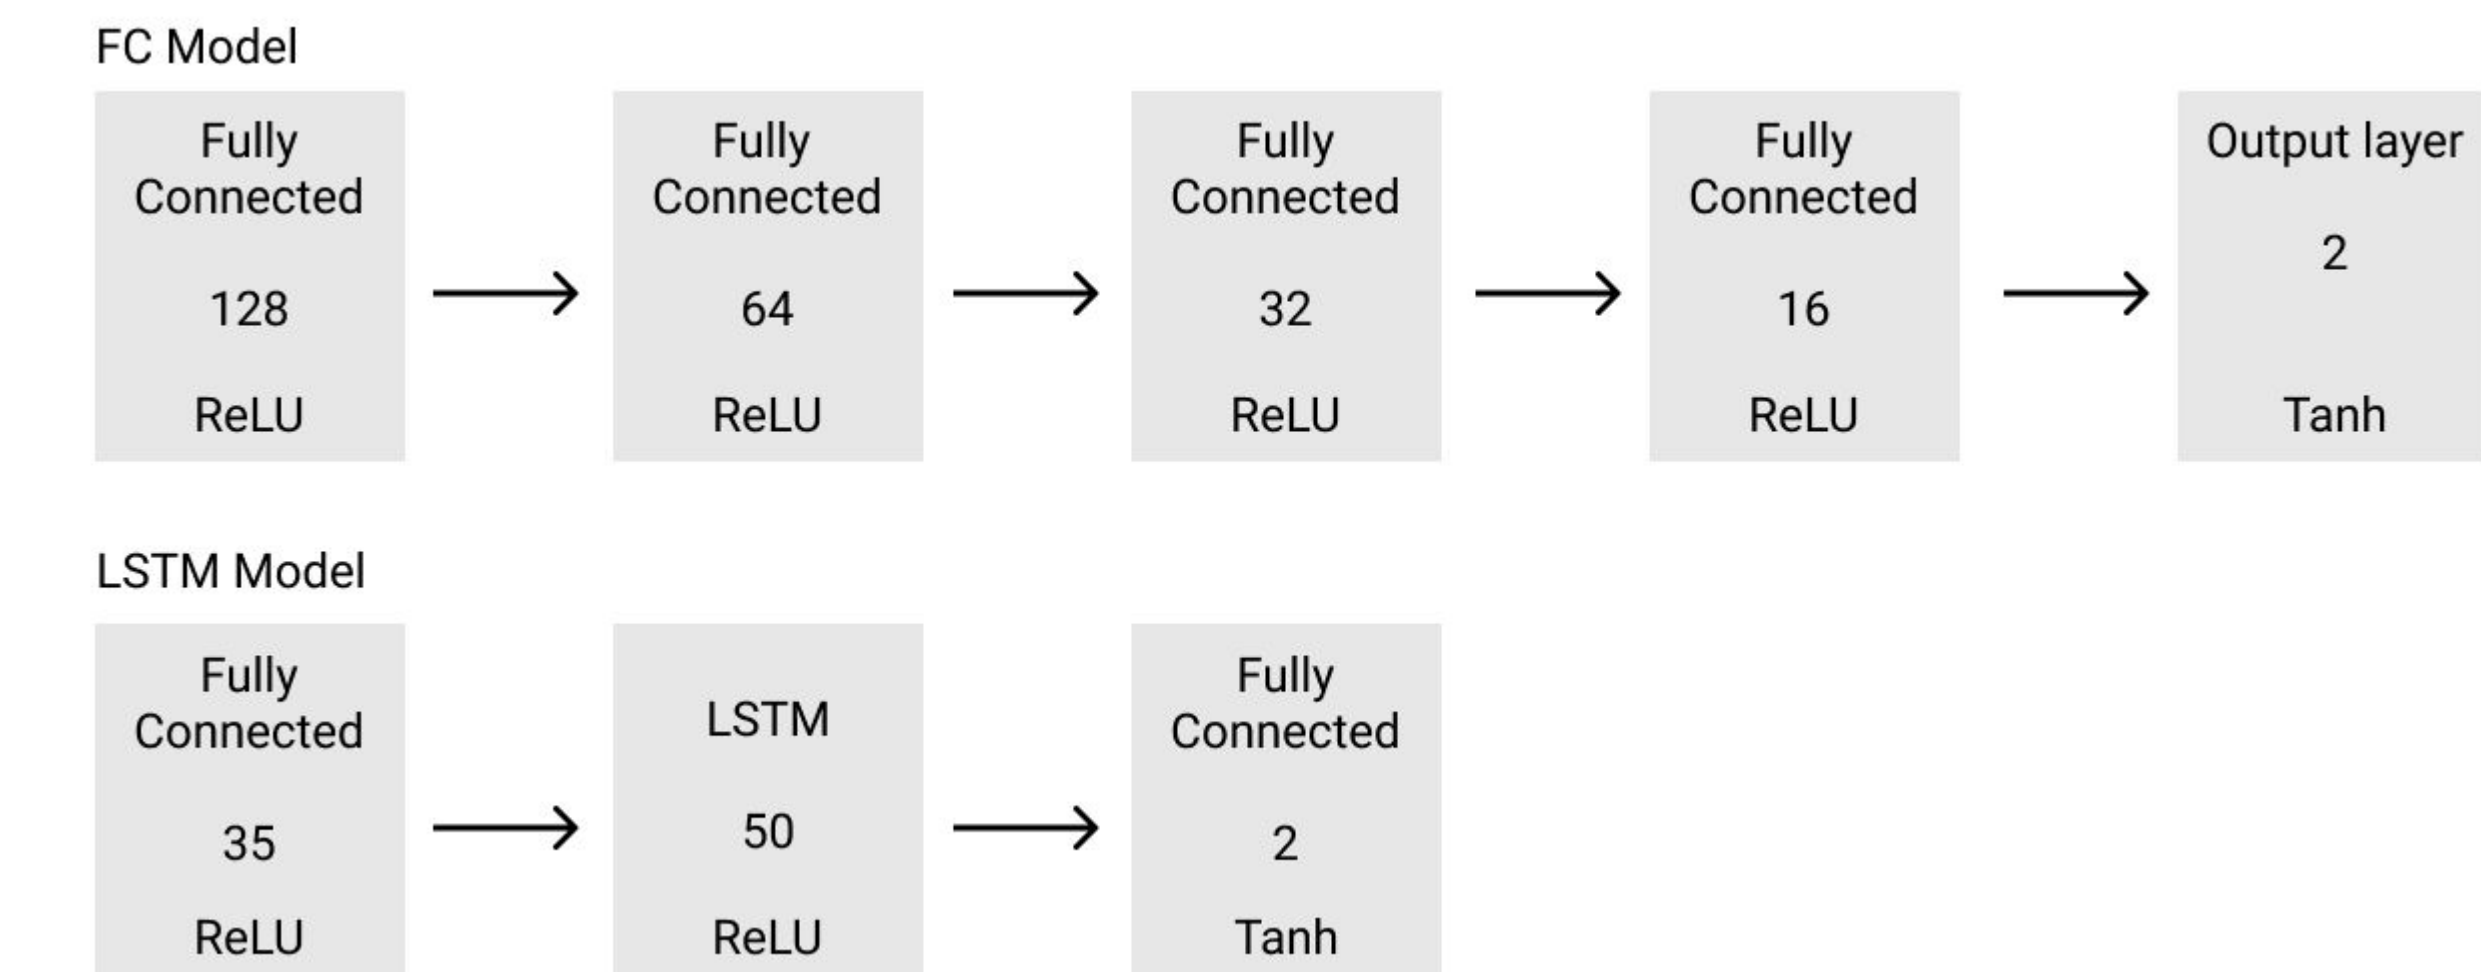 FC Model
Fully
Connected
128
ReLU
Fully
Connected
64
ReLU
Fully
Connected
32
ReLU
Fully
Connected
16
ReLU
Output layer
2
Tanh
LSTM Model
Fully
Connected
35
ReLU
LSTM
50
ReLU
Fully
Connected
2
Tanh